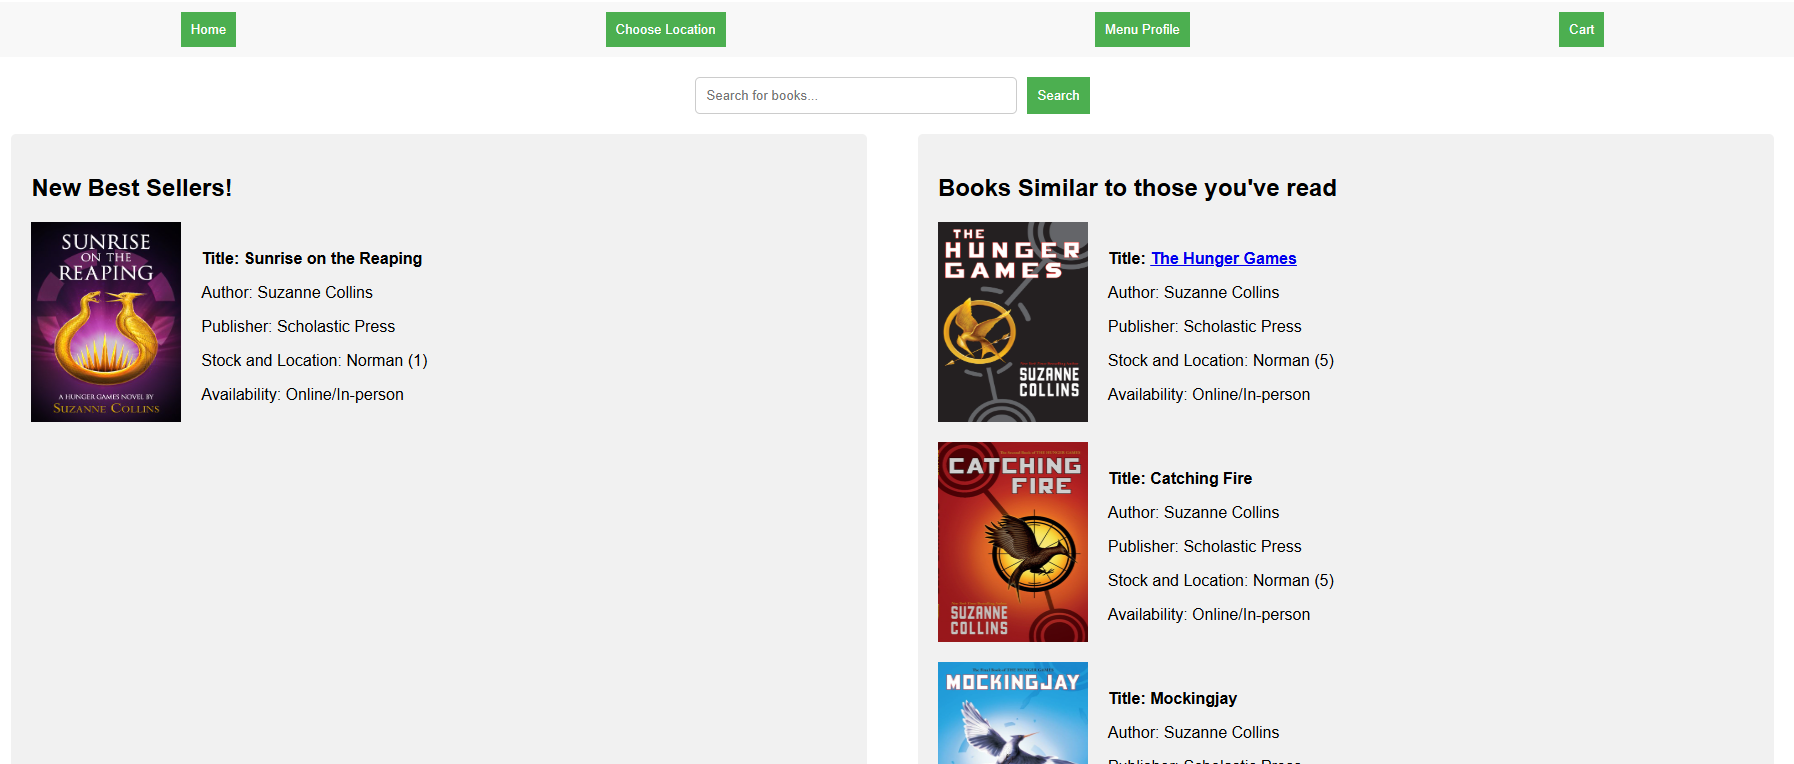 Home
Choose Location
Menu Profile
Cart
Search for books...
Search
New Best Sellers!
SUNRISE
ON THE
REAPING
A HUNGER GAMES NOVEL BY
SUZANNE COLLINS
Title: Sunrise on the Reaping
Author: Suzanne Collins
Publisher: Scholastic Press
Stock and Location: Norman (1)
Availability: Online/In-person
Books Similar to those you've read
THE
HUNGER
GAMES
SUZANNE
COLLINS
Title: The Hunger Games
Author: Suzanne Collins
Publisher: Scholastic Press
Stock and Location: Norman (5)
Availability: Online/In-person
CATCHING
FIRE
SUZANNE
COLLINS
Title: Catching Fire
Author: Suzanne Collins
Publisher: Scholastic Press
Stock and Location: Norman (5)
Availability: Online/In-person
MOCKINGJAY
Title: Mockingjay
Author: Suzanne Collins
Publisher: Scholastic Press